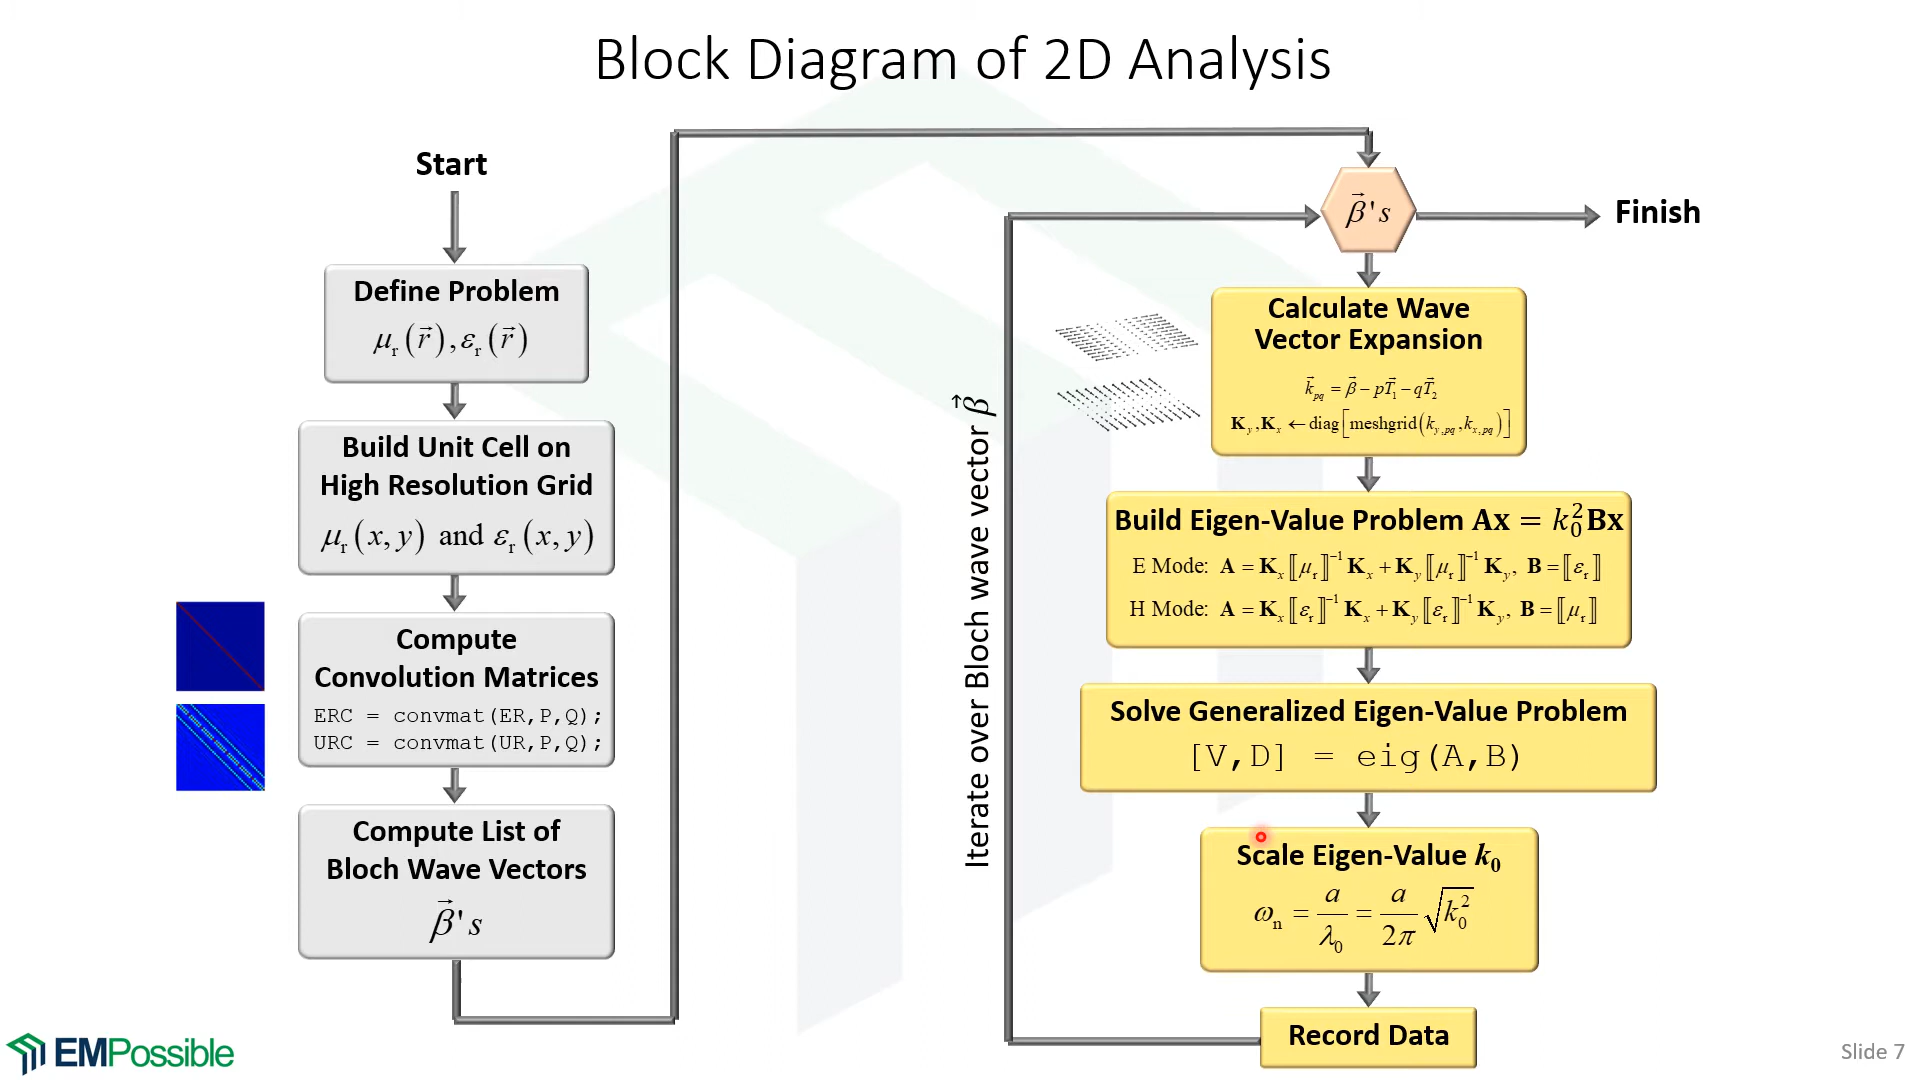 Block Diagram of 2D Analysis
Start
Define Problem
μr(r⃗), εr(r⃗)
Build Unit Cell on
High Resolution Grid
μr(x, y) and εr(x, y)
Compute
Convolution Matrices
ERC = convmat(ER,P,Q);
URC = convmat(UR,P,Q);
Compute List of
Bloch Wave Vectors
β⃗'s
Iterate over Bloch wave vector β⃗
β⃗'s
Finish
Calculate Wave
Vector Expansion
k⃗pq = β⃗ − pT⃗1 − qT⃗2
Ky, Kx ← diag[meshgrid(ky,pq, kx,pq)]
Build Eigen-Value Problem Ax = k₀²Bx
E Mode: A = Kx⟦μr⟧⁻¹Kx + Ky⟦μr⟧⁻¹Ky, B = ⟦εr⟧
H Mode: A = Kx⟦εr⟧⁻¹Kx + Ky⟦εr⟧⁻¹Ky, B = ⟦μr⟧
Solve Generalized Eigen-Value Problem
[V,D] = eig(A,B)
Scale Eigen-Value k₀
ωn = a/λ₀ = a/2π √k₀²
Record Data
EMPossible
Slide 7